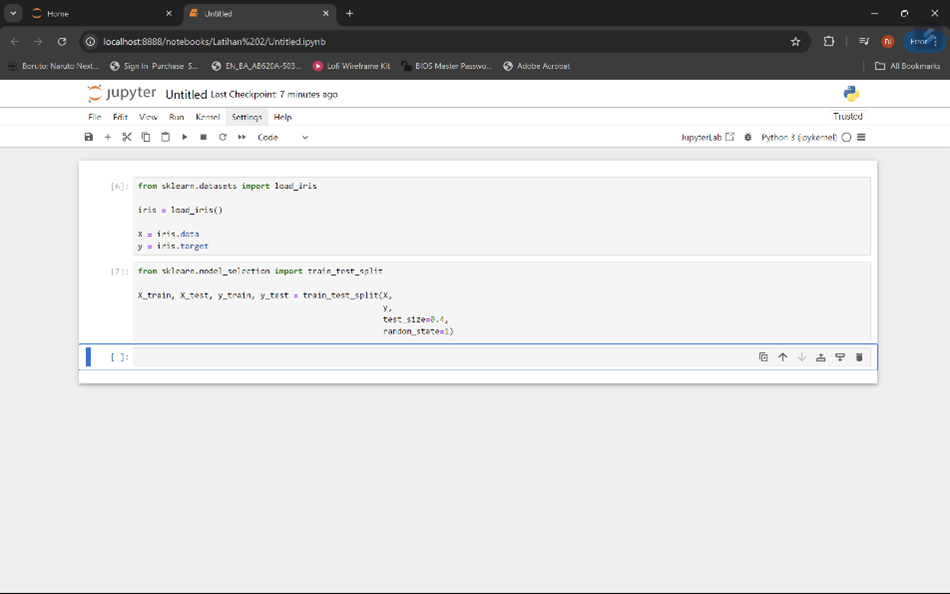 Home
Untitled
localhost:8888/notebooks/Latihan%202/Untitled.ipynb
Error
Boruto: Naruto Next...
Sign In Purchase S...
EN_BA_AB620A-503...
Lofi Wireframe Kit
BIOS Master Passwo...
Adobe Acrobat
All Bookmarks
jupyter Untitled Last Checkpoint: 7 minutes ago
File Edit View Run Kernel Settings Help
Trusted
Code
JupyterLab
Python 3 (ipykernel)
[6]: from sklearn.datasets import load_iris
iris = load_iris()
X = iris.data
y = iris.target
[7]: from sklearn.model_selection import train_test_split
X_train, X_test, y_train, y_test = train_test_split(X,
y,
test_size=0.4,
random_state=1)
[ ]: